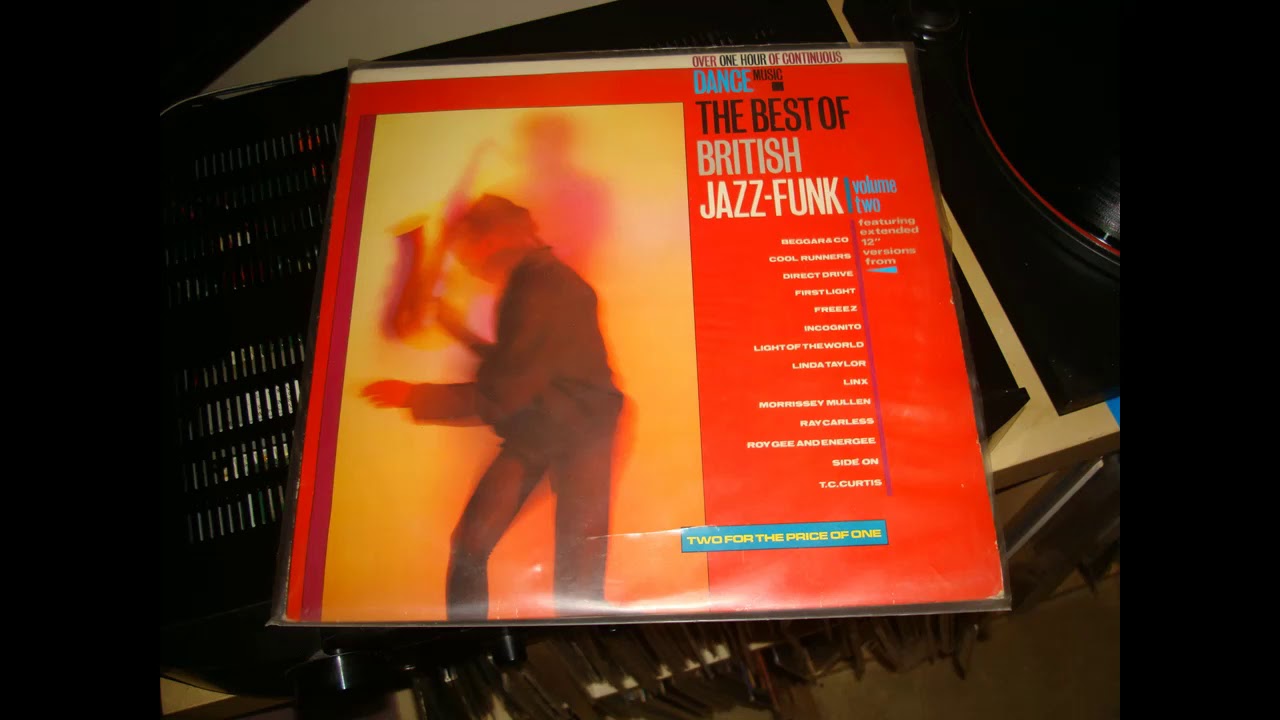 OVER ONE HOUR OF CONTINUOUS
DANCE MUSIC
THE BEST OF
BRITISH
JAZZ-FUNK
volume
two
featuring
extended
12"
versions
from
BEGGAR & CO
COOL RUNNERS
DIRECT DRIVE
FIRST LIGHT
FREEEZ
INCOGNITO
LIGHT OF THE WORLD
LINDA TAYLOR
LINX
MORRISSEY MULLEN
RAY CARLESS
ROY GEE AND ENERGEE
SIDE ON
T.C. CURTIS
TWO FOR THE PRICE OF ONE